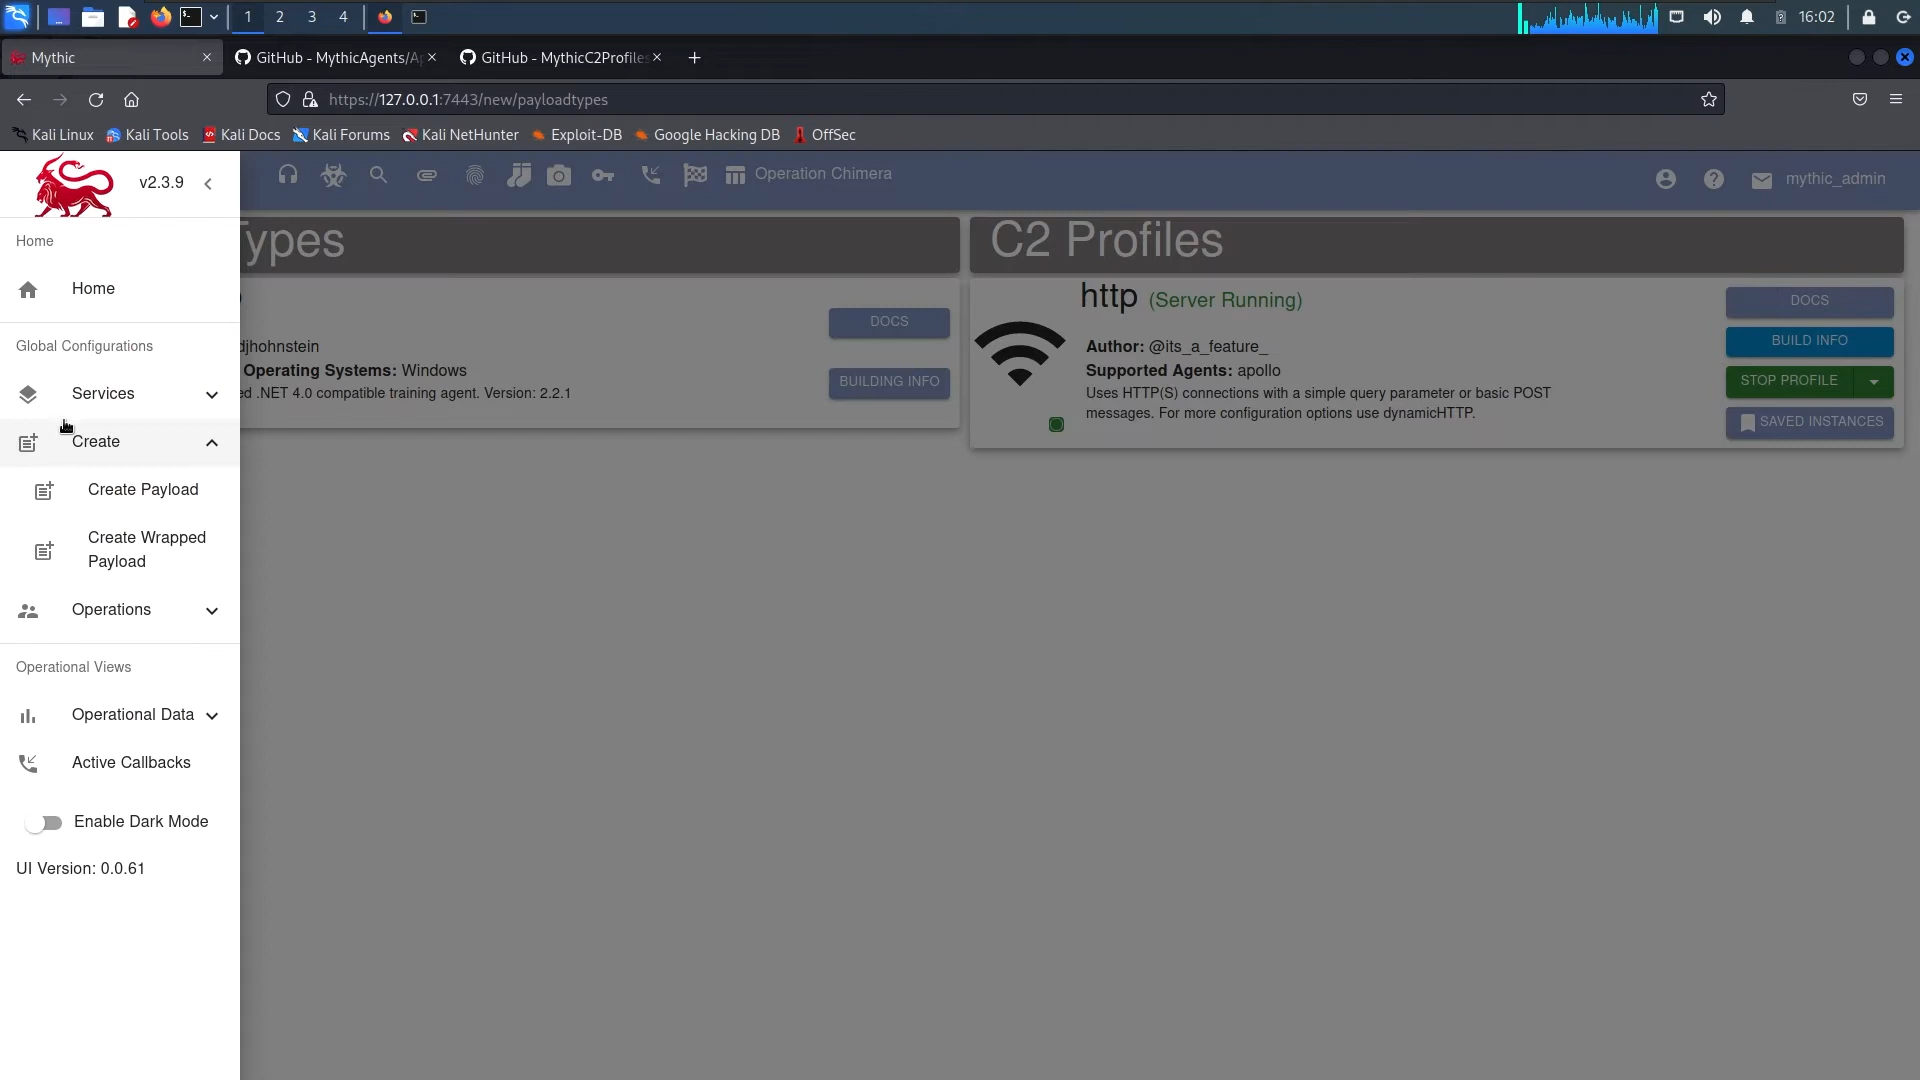 1 2 3 4
16:02
Mythic
GitHub - MythicAgents/A
GitHub - MythicC2Profile
https://127.0.0.1:7443/new/payloadtypes
Kali Linux
Kali Tools
Kali Docs
Kali Forums
Kali NetHunter
Exploit-DB
Google Hacking DB
OffSec
v2.3.9
Operation Chimera
mythic_admin
Home
Home
Global Configurations
Services
Create
Create Payload
Create Wrapped
Payload
Operations
Operational Views
Operational Data
Active Callbacks
Enable Dark Mode
UI Version: 0.0.61
Types
djhohnstein
Operating Systems: Windows
ed .NET 4.0 compatible training agent. Version: 2.2.1
DOCS
BUILDING INFO
C2 Profiles
http (Server Running)
Author: @its_a_feature_
Supported Agents: apollo
Uses HTTP(S) connections with a simple query parameter or basic POST
messages. For more configuration options use dynamicHTTP.
DOCS
BUILD INFO
STOP PROFILE
SAVED INSTANCES